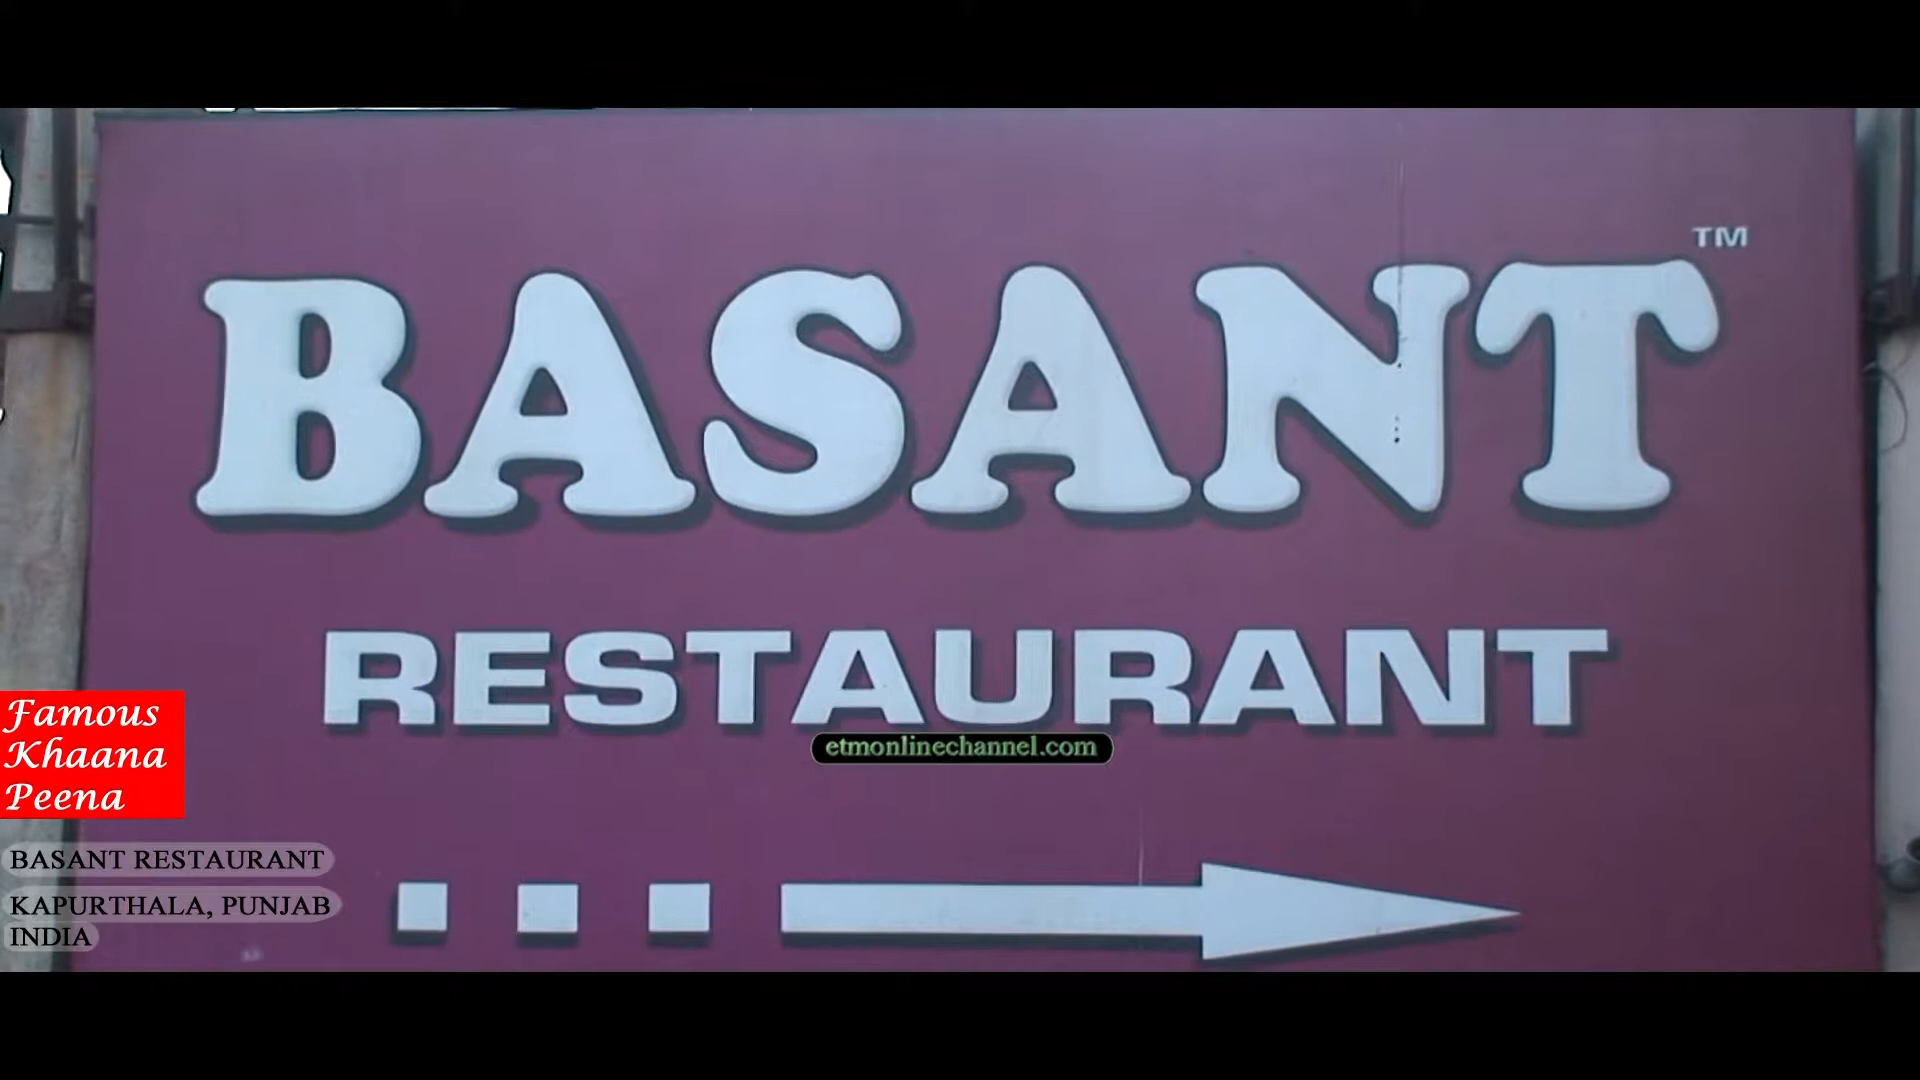 BASANT TM
RESTAURANT
etmonlinechannel.com
Famous
Khaana
Peena
BASANT RESTAURANT
KAPURTHALA, PUNJAB
INDIA